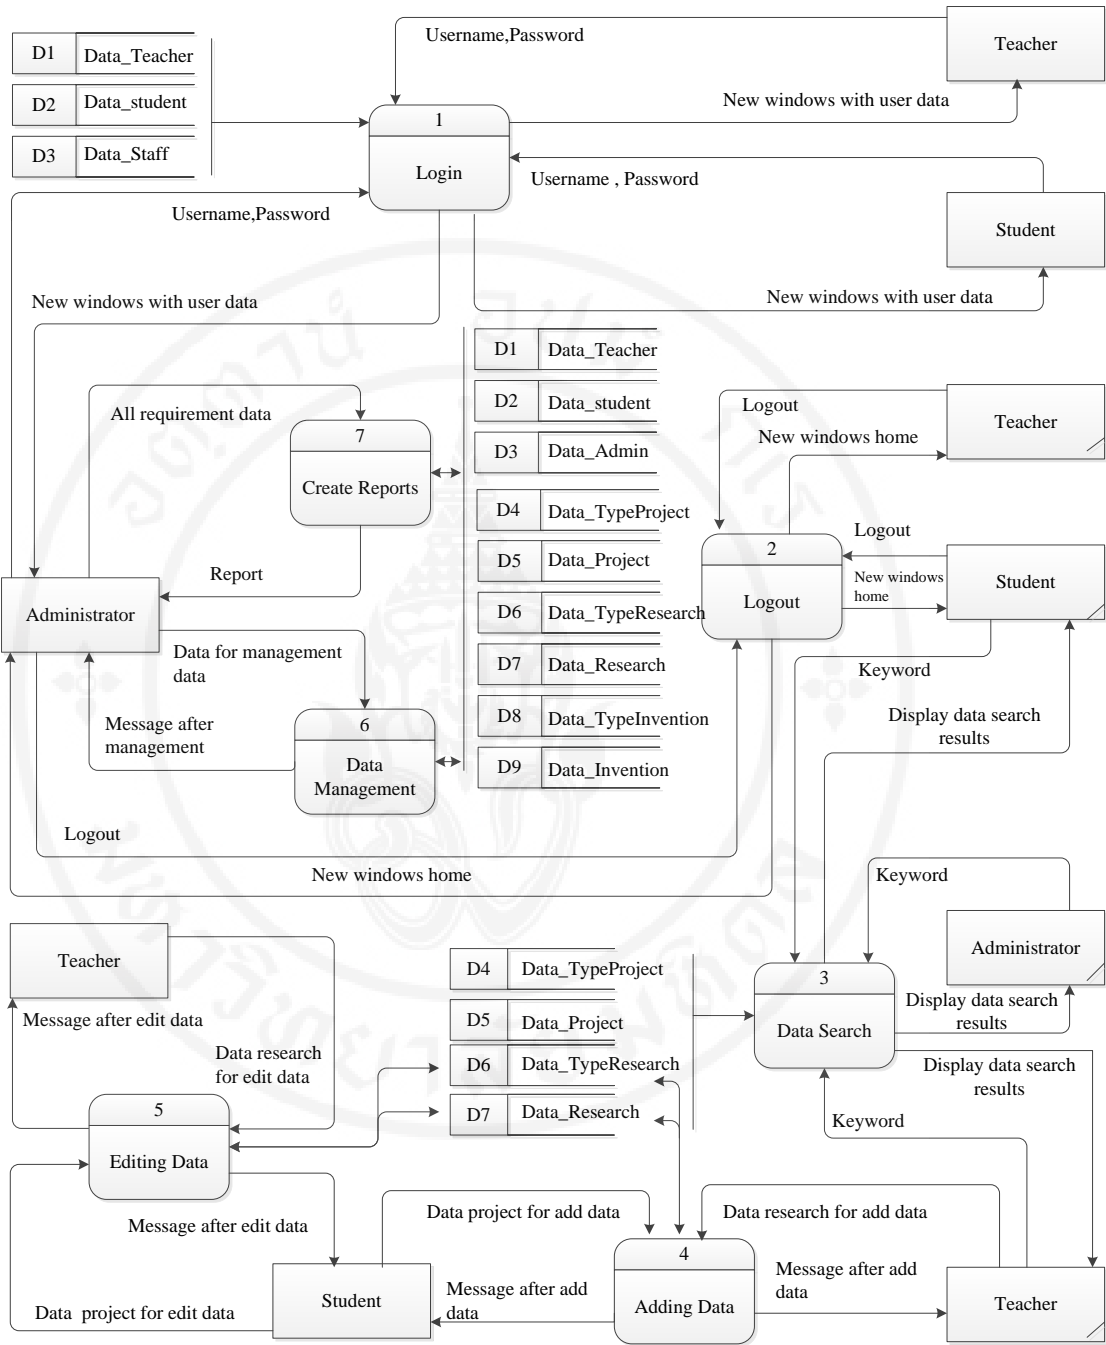 Username,Password
Teacher
D1 Data_Teacher
D2 Data_student
D3 Data_Staff
New windows with user data
1
Login
Username , Password
Username,Password
Student
New windows with user data
New windows with user data
D1 Data_Teacher
D2 Data_student
D3 Data_Admin
D4 Data_TypeProject
D5 Data_Project
D6 Data_TypeResearch
D7 Data_Research
D8 Data_TypeInvention
D9 Data_Invention
All requirement data
7
Create Reports
Report
Administrator
Data for management
data
Message after
management
6
Data
Management
Logout
New windows home
Logout
New windows home
Teacher
2
Logout
Logout
New windows
home
Student
Keyword
Display data search
results
Keyword
Administrator
3
Data Search
Display data search
results
Display data search
results
Keyword
Teacher
Message after edit data
Data research
for edit data
D4 Data_TypeProject
D5 Data_Project
D6 Data_TypeResearch
D7 Data_Research
5
Editing Data
Message after edit data
Data project for edit data
Student
Data project for add data
Data research for add data
4
Adding Data
Message after add
data
Message after add
data
Teacher